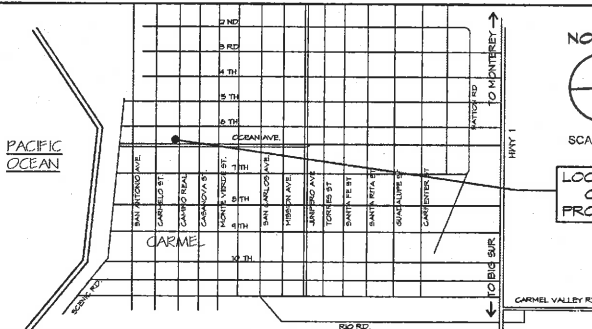 2 ND
3 RD
4 TH
5 TH
6 TH
OCEAN AVE.
7 TH
8 TH
9 TH
10 TH
PACIFIC
OCEAN
CARMEL
SAN ANTONIO AVE.
CARMELO ST.
CAMINO REAL
CASANOVA ST.
MONTE VERDE ST.
SAN CARLOS AVE.
MISSION AVE.
JUNIPERO AVE
TORRES ST
SANTA FE ST
SANTA RITA ST
GUADALUPE ST
CARPENTER ST
HATTON RD
TO MONTEREY
HWY 1
TO BIG SUR
SCENIC RD.
RIO RD.
CARMEL VALLEY R
NO
SCA
LOC
O
PRO